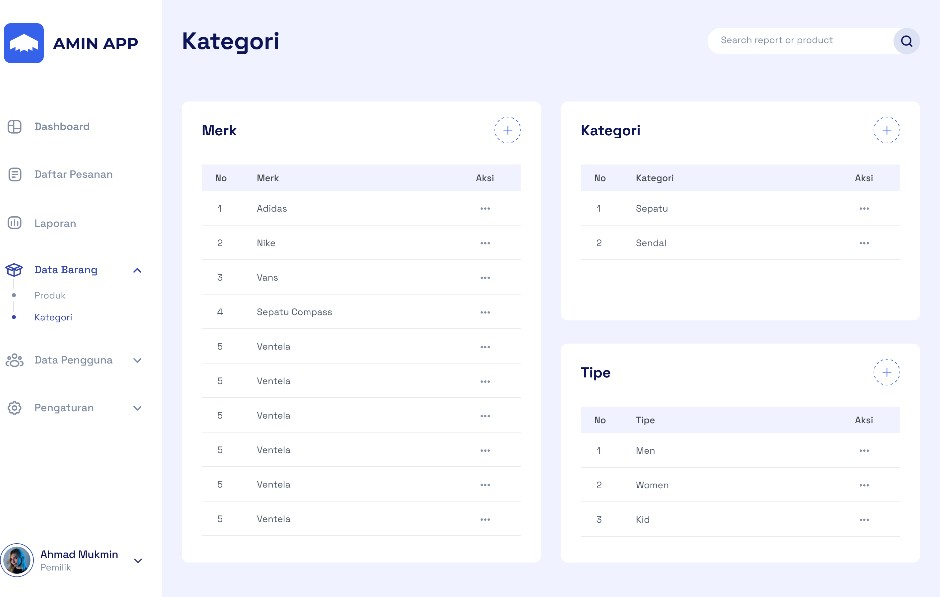 AMIN APP
Dashboard
Daftar Pesanan
Laporan
Data Barang
Produk
Kategori
Data Pengguna
Pengaturan
Ahmad Mukmin
Pemilik
Kategori
Search report or product
Merk
No Merk Aksi
1 Adidas
2 Nike
3 Vans
4 Sepatu Compass
5 Ventela
5 Ventela
5 Ventela
5 Ventela
5 Ventela
5 Ventela
Kategori
No Kategori Aksi
1 Sepatu
2 Sendal
Tipe
No Tipe Aksi
1 Men
2 Women
3 Kid